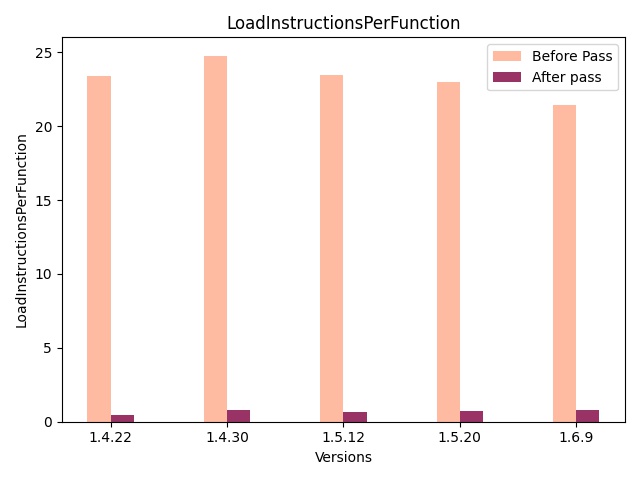 LoadInstructionsPerFunction
Before Pass
After pass
25
20
15
10
5
0
LoadInstructionsPerFunction
1.4.22 1.4.30 1.5.12 1.5.20 1.6.9
Versions